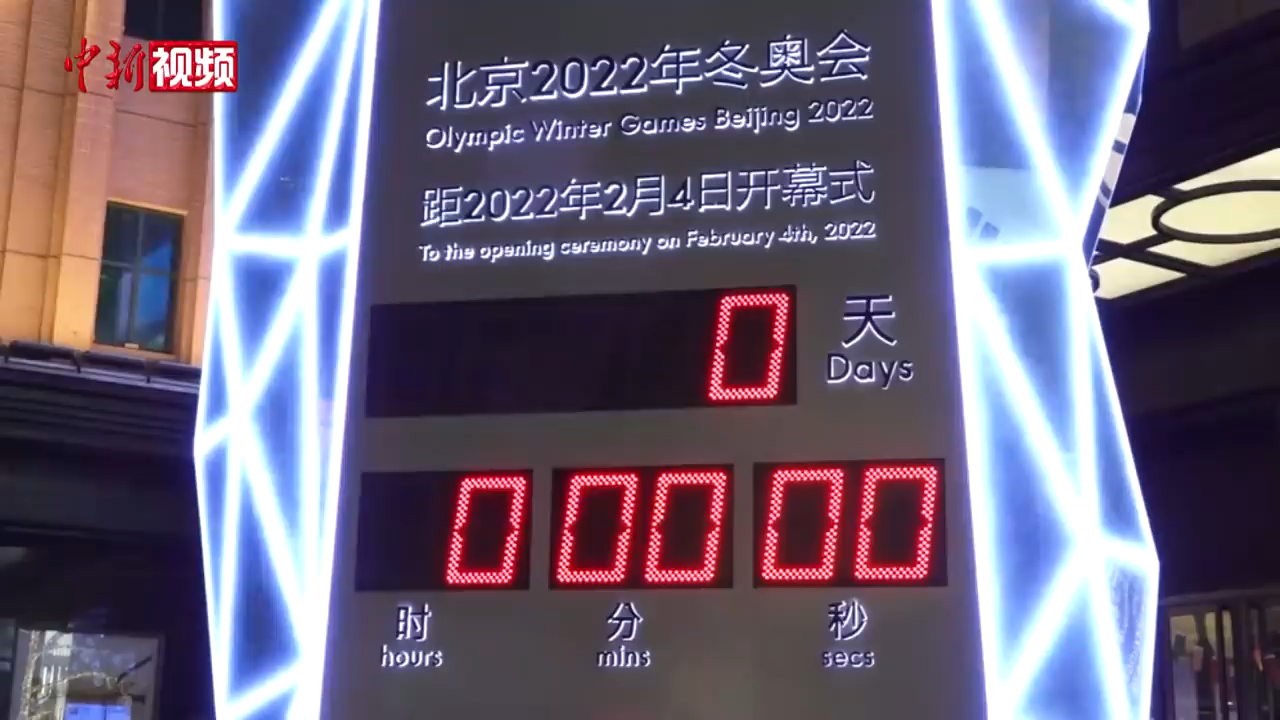 中新视频
北京2022年冬奥会
Olympic Winter Games Beijing 2022
距2022年2月4日开幕式
To the opening ceremony on February 4th, 2022
0 天
Days
0 00 00
时 分 秒
hours mins secs